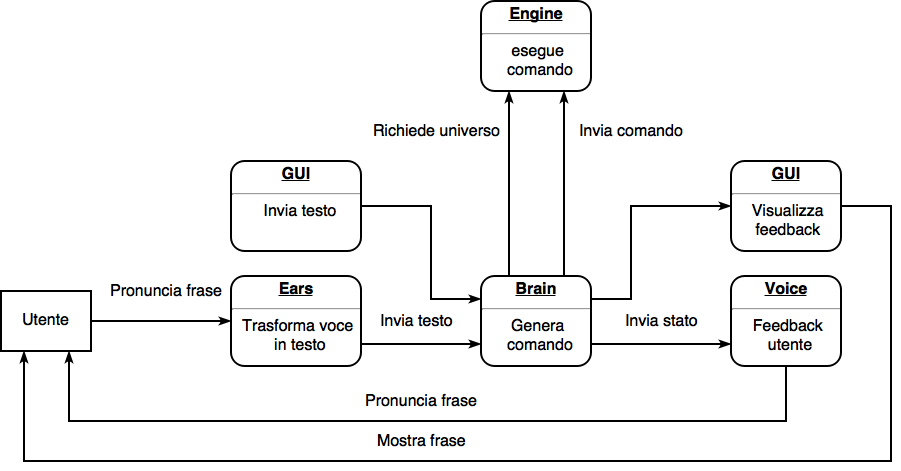 Engine
esegue
comando
Richiede universo
Invia comando
GUI
Invia testo
GUI
Visualizza
feedback
Utente
Pronuncia frase
Ears
Trasforma voce
in testo
Invia testo
Brain
Genera
comando
Invia stato
Voice
Feedback
utente
Pronuncia frase
Mostra frase